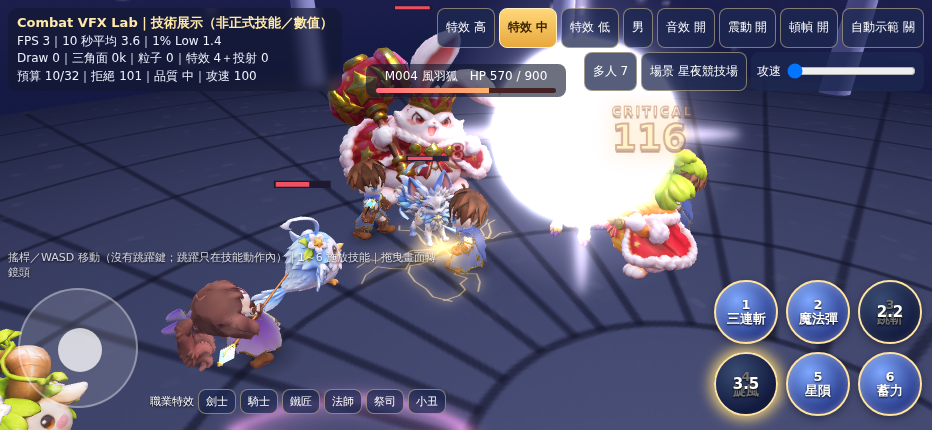 Combat VFX Lab｜技術展示（非正式技能／數值）
FPS 3｜10 秒平均 3.6｜1% Low 1.4
Draw 0｜三角面 0k｜粒子 0｜特效 4＋投射 0
預算 10/32｜拒絕 101｜品質 中｜攻速 100
特效 高
特效 中
特效 低
男
音效 開
震動 開
頓幀 開
自動示範 關
多人 7
場景 星夜競技場
攻速
M004 風羽狐 HP 570 / 900
CRITICAL
116
搖桿／WASD 移動（沒有跳躍鍵；跳躍只在技能動作內）｜1–6 施放技能｜拖曳畫面轉
鏡頭
1
三連斬
2
魔法彈
3
2.2
跳斬
4
3.5
旋風
5
星隕
6
蓄力
職業特效
劍士
騎士
鐵匠
法師
祭司
小丑